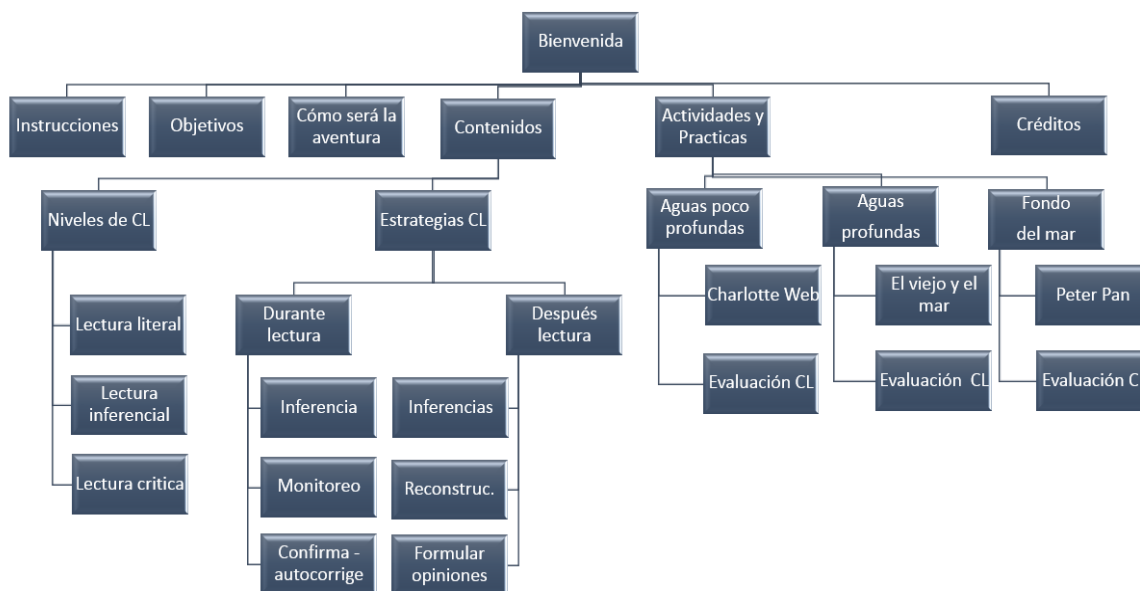 Bienvenida
Instrucciones
Objetivos
Cómo será la
aventura
Contenidos
Actividades y
Practicas
Créditos
Niveles de CL
Estrategias CL
Aguas poco
profundas
Aguas
profundas
Fondo
del mar
Lectura literal
Lectura
inferencial
Lectura critica
Durante
lectura
Después
lectura
Inferencia
Monitoreo
Confirma -
autocorrige
Inferencias
Reconstruc.
Formular
opiniones
Charlotte Web
Evaluación CL
El viejo y el
mar
Evaluación CL
Peter Pan
Evaluación C